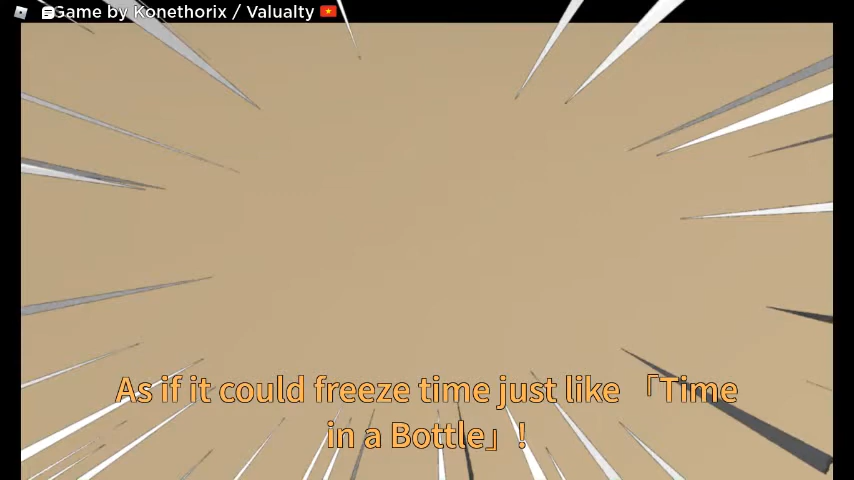 Game by Konethorix / Valualty 🇻🇳
As if it could freeze time just like 「Time
in a Bottle」!